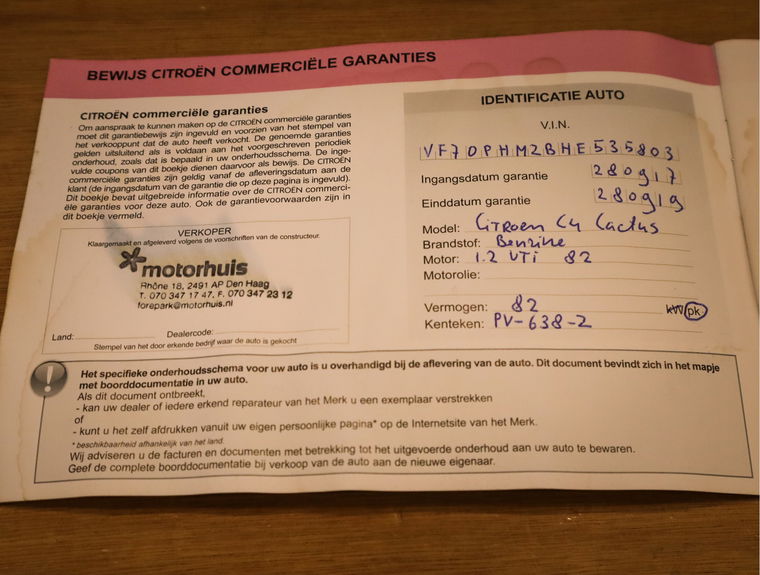 BEWIJS CITROËN COMMERCIËLE GARANTIES
CITROËN commerciële garanties
Om aanspraak te kunnen maken op de CITROËN commerciële garanties
moet dit garantiebewijs zijn ingevuld en voorzien van het stempel van
het verkooppunt dat de auto heeft verkocht. De genoemde garanties
gelden uitsluitend als is voldaan aan het voorgeschreven periodiek
onderhoud, zoals dat is bepaald in uw onderhoudsschema. De inge-
vulde coupons van dit boekje dienen daarvoor als bewijs. De CITROËN
commerciële garanties zijn geldig vanaf de afleveringsdatum aan de
klant (de ingangsdatum van de garantie die op deze pagina is ingevuld).
Dit boekje bevat uitgebreide informatie over de CITROËN commerci-
ële garanties voor deze auto. Ook de garantievoorwaarden zijn in
dit boekje vermeld.
VERKOPER
Klaargemaakt en afgeleverd volgens de voorschriften van de constructeur.
motorhuis
Rhône 18, 2491 AP Den Haag
T. 070 347 17 47, F. 070 347 23 12
forepark@motorhuis.nl
Land: Dealercode:
Stempel van het door erkende bedrijf waar de auto is gekocht
IDENTIFICATIE AUTO
V.I.N.
VF70PHMZBHE535803
Ingangsdatum garantie 280917
Einddatum garantie 280919
Model: Citroen C4 Cactus
Brandstof: Benzine
Motor: 1.2 VTi 82
Motorolie:
Vermogen: 82 kW pk
Kenteken: PV-638-Z
Het specifieke onderhoudsschema voor uw auto is u overhandigd bij de aflevering van de auto. Dit document bevindt zich in het mapje
met boorddocumentatie in uw auto.
Als dit document ontbreekt,
- kan uw dealer of iedere erkend reparateur van het Merk u een exemplaar verstrekken
of
- kunt u het zelf afdrukken vanuit uw eigen persoonlijke pagina* op de Internetsite van het Merk.
* beschikbaarheid afhankelijk van het land.
Wij adviseren u de facturen en documenten met betrekking tot het uitgevoerde onderhoud aan uw auto te bewaren.
Geef de complete boorddocumentatie bij verkoop van de auto aan de nieuwe eigenaar.